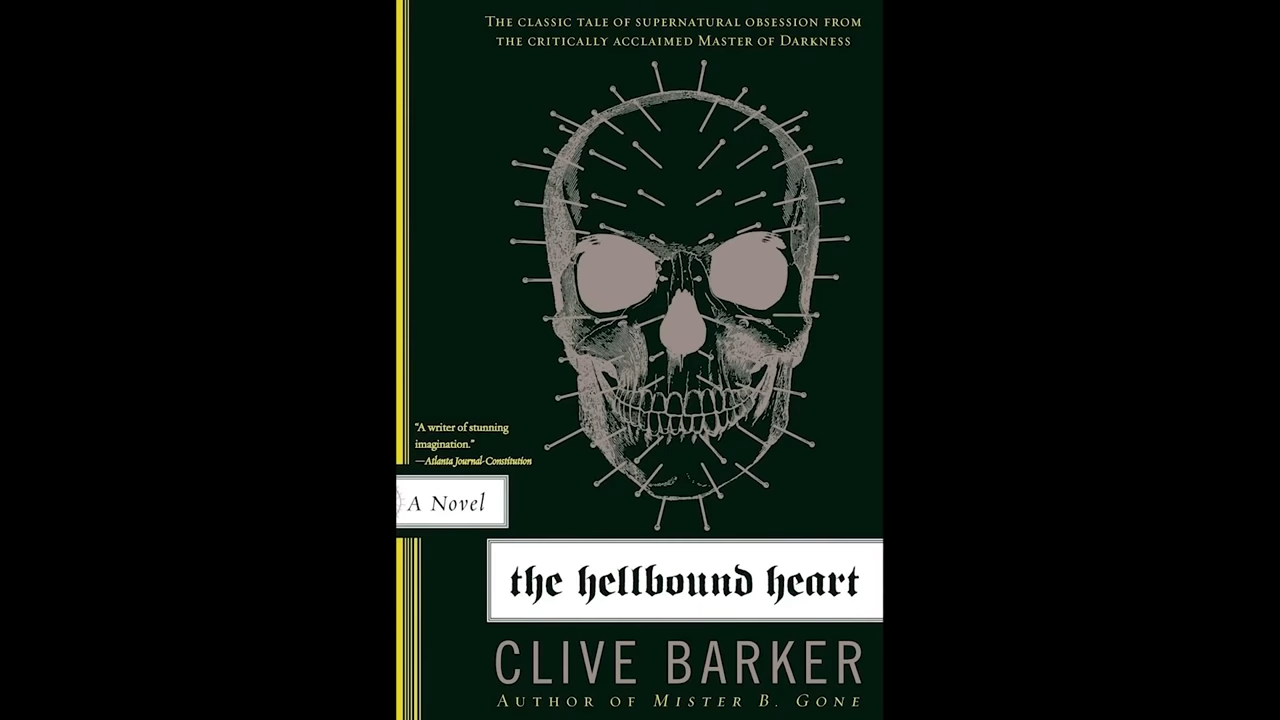 The classic tale of supernatural obsession from
the critically acclaimed Master of Darkness
"A writer of stunning
imagination."
—Atlanta Journal-Constitution
A Novel
the hellbound heart
CLIVE BARKER
Author of Mister B. Gone